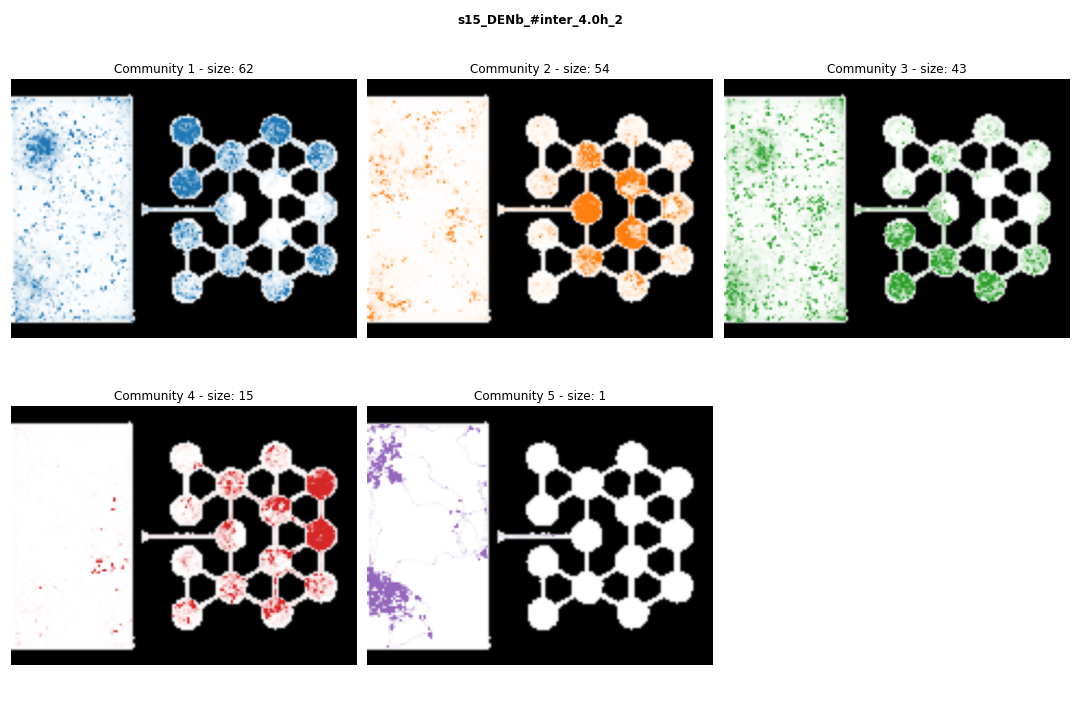 s15_DENb_#inter_4.0h_2
Community 1 - size: 62
Community 2 - size: 54
Community 3 - size: 43
Community 4 - size: 15
Community 5 - size: 1